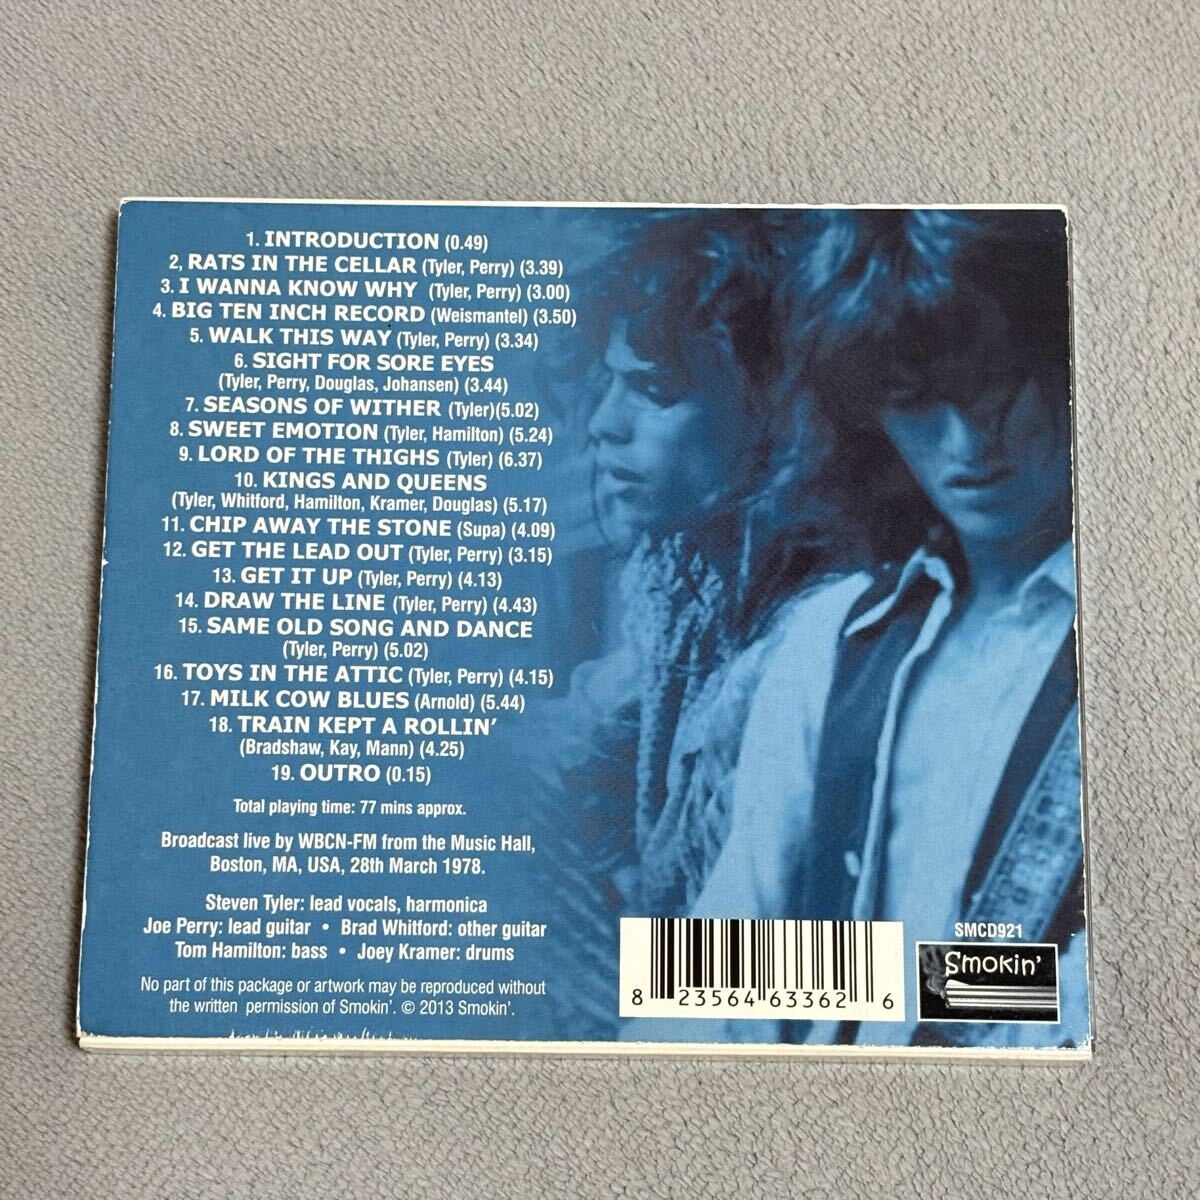 1. INTRODUCTION (0.49)
2, RATS IN THE CELLAR (Tyler, Perry) (3.39)
3. I WANNA KNOW WHY (Tyler, Perry) (3.00)
4. BIG TEN INCH RECORD (Weismantel) (3.50)
5. WALK THIS WAY (Tyler, Perry) (3.34)
6. SIGHT FOR SORE EYES
(Tyler, Perry, Douglas, Johansen) (3.44)
7. SEASONS OF WITHER (Tyler)(5.02)
8. SWEET EMOTION (Tyler, Hamilton) (5.24)
9. LORD OF THE THIGHS (Tyler) (6.37)
10. KINGS AND QUEENS
(Tyler, Whitford, Hamilton, Kramer, Douglas) (5.17)
11. CHIP AWAY THE STONE (Supa) (4.09)
12. GET THE LEAD OUT (Tyler, Perry) (3.15)
13. GET IT UP (Tyler, Perry) (4.13)
14. DRAW THE LINE (Tyler, Perry) (4.43)
15. SAME OLD SONG AND DANCE
(Tyler, Perry) (5.02)
16. TOYS IN THE ATTIC (Tyler, Perry) (4.15)
17. MILK COW BLUES (Arnold) (5.44)
18. TRAIN KEPT A ROLLIN'
(Bradshaw, Kay, Mann) (4.25)
19. OUTRO (0.15)
Total playing time: 77 mins approx.
Broadcast live by WBCN-FM from the Music Hall,
Boston, MA, USA, 28th March 1978.
Steven Tyler: lead vocals, harmonica
Joe Perry: lead guitar • Brad Whitford: other guitar
Tom Hamilton: bass • Joey Kramer: drums
No part of this package or artwork may be reproduced without
the written permission of Smokin'. © 2013 Smokin'.
8 23564 63362 6
SMCD921
Smokin'